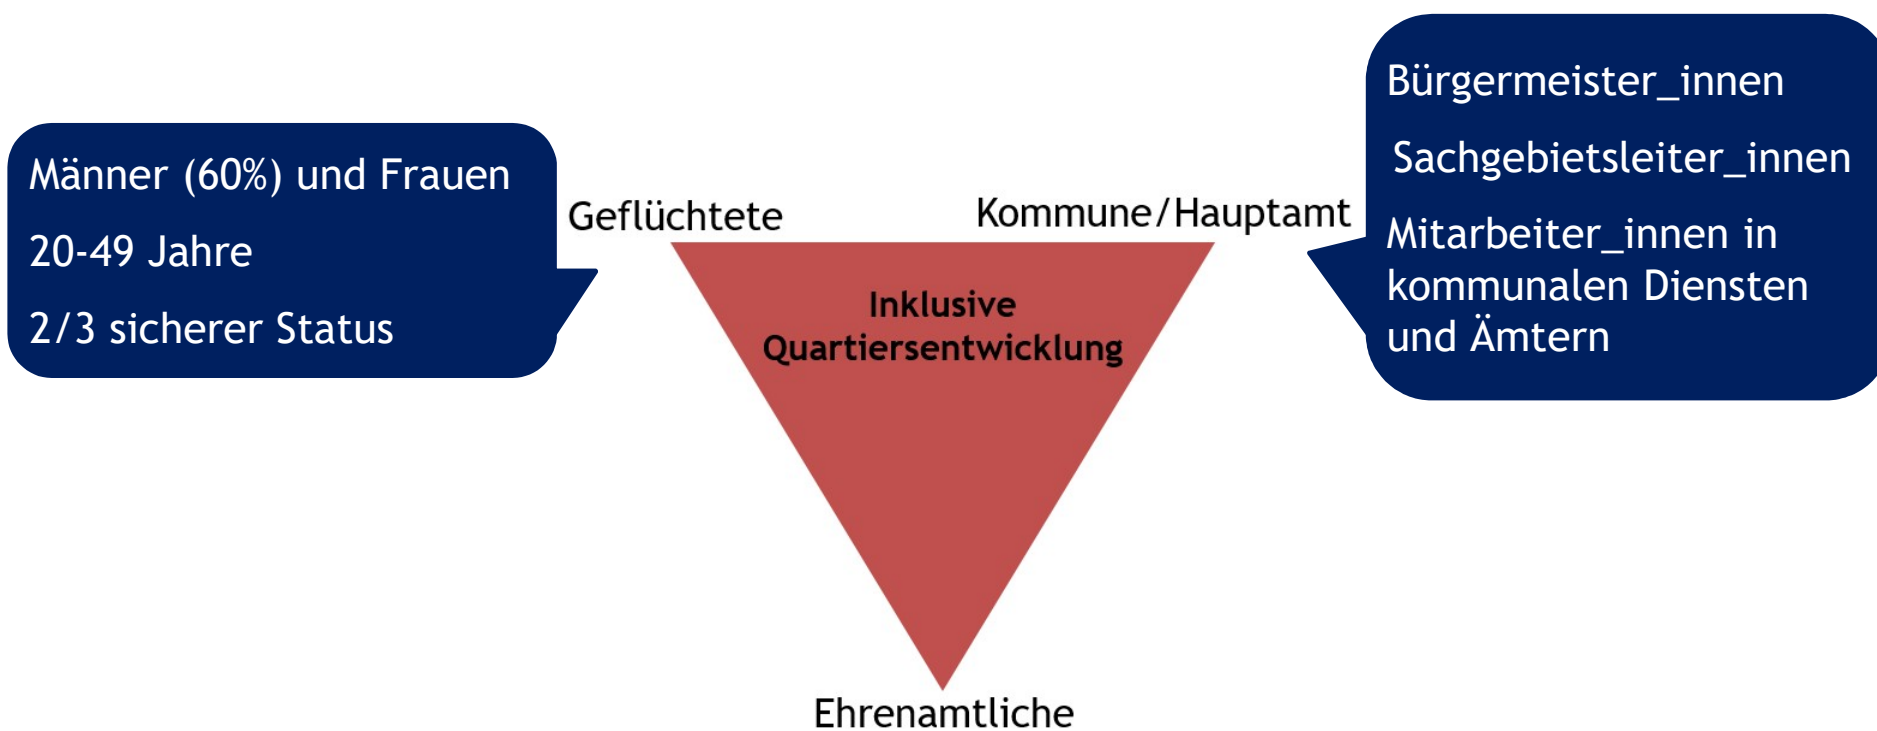 Männer (60%) und Frauen
20-49 Jahre
2/3 sicherer Status
Geflüchtete
Kommune/Hauptamt
Bürgermeister_innen
Sachgebietsleiter_innen
Mitarbeiter_innen in
kommunalen Diensten
und Ämtern
Inklusive
Quartiersentwicklung
Ehrenamtliche